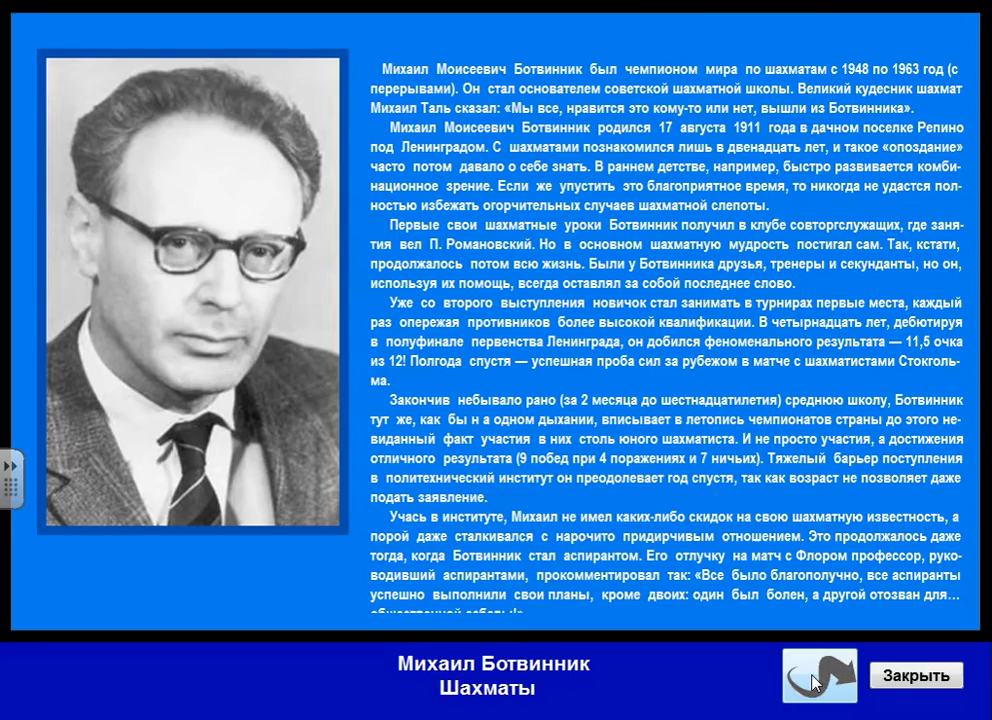 Михаил Моисеевич Ботвинник был чемпионом мира по шахматам с 1948 по 1963 год (с
перерывами). Он стал основателем советской шахматной школы. Великий кудесник шахмат
Михаил Таль сказал: «Мы все, нравится это кому-то или нет, вышли из Ботвинника».
Михаил Моисеевич Ботвинник родился 17 августа 1911 года в дачном поселке Репино
под Ленинградом. С шахматами познакомился лишь в двенадцать лет, и такое «опоздание»
часто потом давало о себе знать. В раннем детстве, например, быстро развивается комби-
национное зрение. Если же упустить это благоприятное время, то никогда не удастся пол-
ностью избежать огорчительных случаев шахматной слепоты.
Первые свои шахматные уроки Ботвинник получил в клубе совторгслужащих, где заня-
тия вел П. Романовский. Но в основном шахматную мудрость постигал сам. Так, кстати,
продолжалось потом всю жизнь. Были у Ботвинника друзья, тренеры и секунданты, но он,
используя их помощь, всегда оставлял за собой последнее слово.
Уже со второго выступления новичок стал занимать в турнирах первые места, каждый
раз опережая противников более высокой квалификации. В четырнадцать лет, дебютируя
в полуфинале первенства Ленинграда, он добился феноменального результата — 11,5 очка
из 12! Полгода спустя — успешная проба сил за рубежом в матче с шахматистами Стокголь-
ма.
Закончив небывало рано (за 2 месяца до шестнадцатилетия) среднюю школу, Ботвинник
тут же, как бы н а одном дыхании, вписывает в летопись чемпионатов страны до этого не-
виданный факт участия в них столь юного шахматиста. И не просто участия, а достижения
отличного результата (9 побед при 4 поражениях и 7 ничьих). Тяжелый барьер поступления
в политехнический институт он преодолевает год спустя, так как возраст не позволяет даже
подать заявление.
Учась в институте, Михаил не имел каких-либо скидок на свою шахматную известность, а
порой даже сталкивался с нарочито придирчивым отношением. Это продолжалось даже
тогда, когда Ботвинник стал аспирантом. Его отлучку на матч с Флором профессор, руко-
водивший аспирантами, прокомментировал так: «Все было благополучно, все аспиранты
успешно выполнили свои планы, кроме двоих: один был болен, а другой отозван для...
Михаил Ботвинник
Шахматы
Закрыть